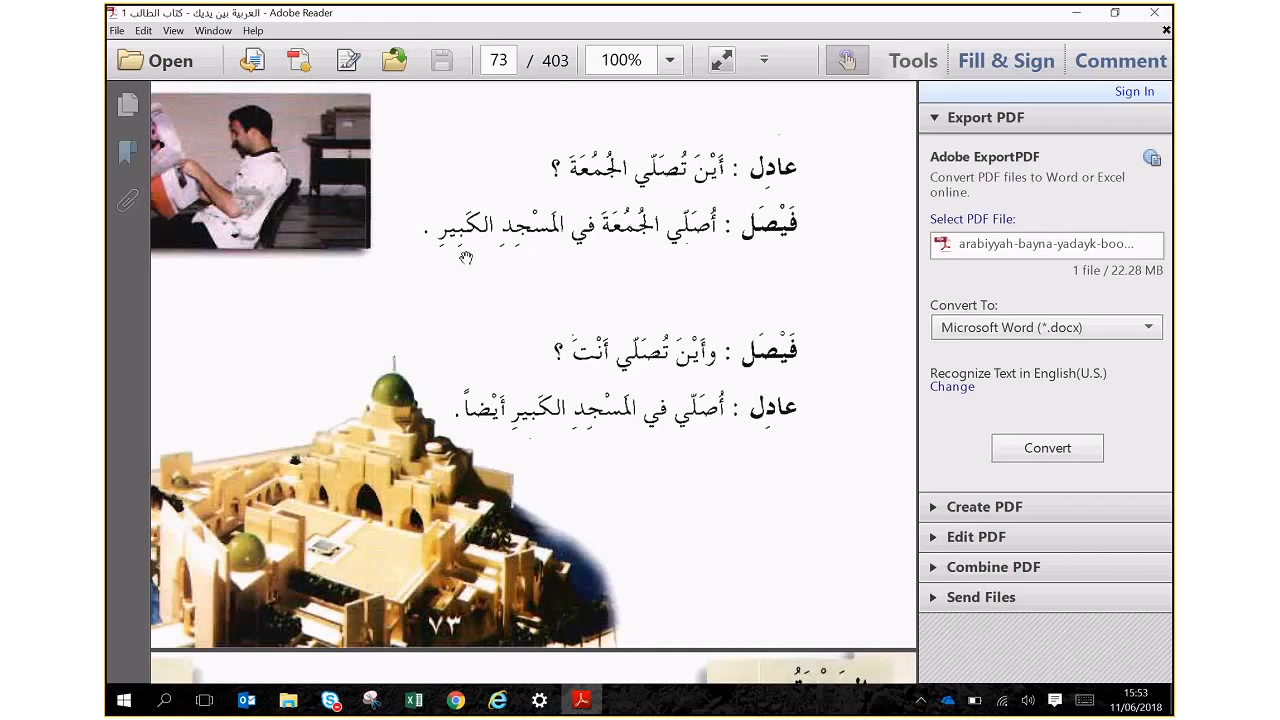 العربية بين يديك - كتاب الطالب 1 - Adobe Reader
File Edit View Window Help
Open 73 / 403 100% Tools Fill & Sign Comment
Sign In
Export PDF
Adobe ExportPDF
Convert PDF files to Word or Excel
online.
Select PDF File:
arabiyyah-bayna-yadayk-boo...
1 file / 22.28 MB
Convert To:
Microsoft Word (*.docx)
Recognize Text in English(U.S.)
Change
Convert
Create PDF
Edit PDF
Combine PDF
Send Files
عادِل : أَيْنَ تُصَلّي الجُمُعَةَ ؟
فَيْصَل : أُصَلّي الجُمُعَةَ في المَسْجِدِ الكَبِيرِ .
فَيْصَل : وأَيْنَ تُصَلّي أَنْتَ ؟
عادِل : أُصَلّي في المَسْجِدِ الكَبيرِ أَيْضاً .
٧٣
15:53
11/06/2018